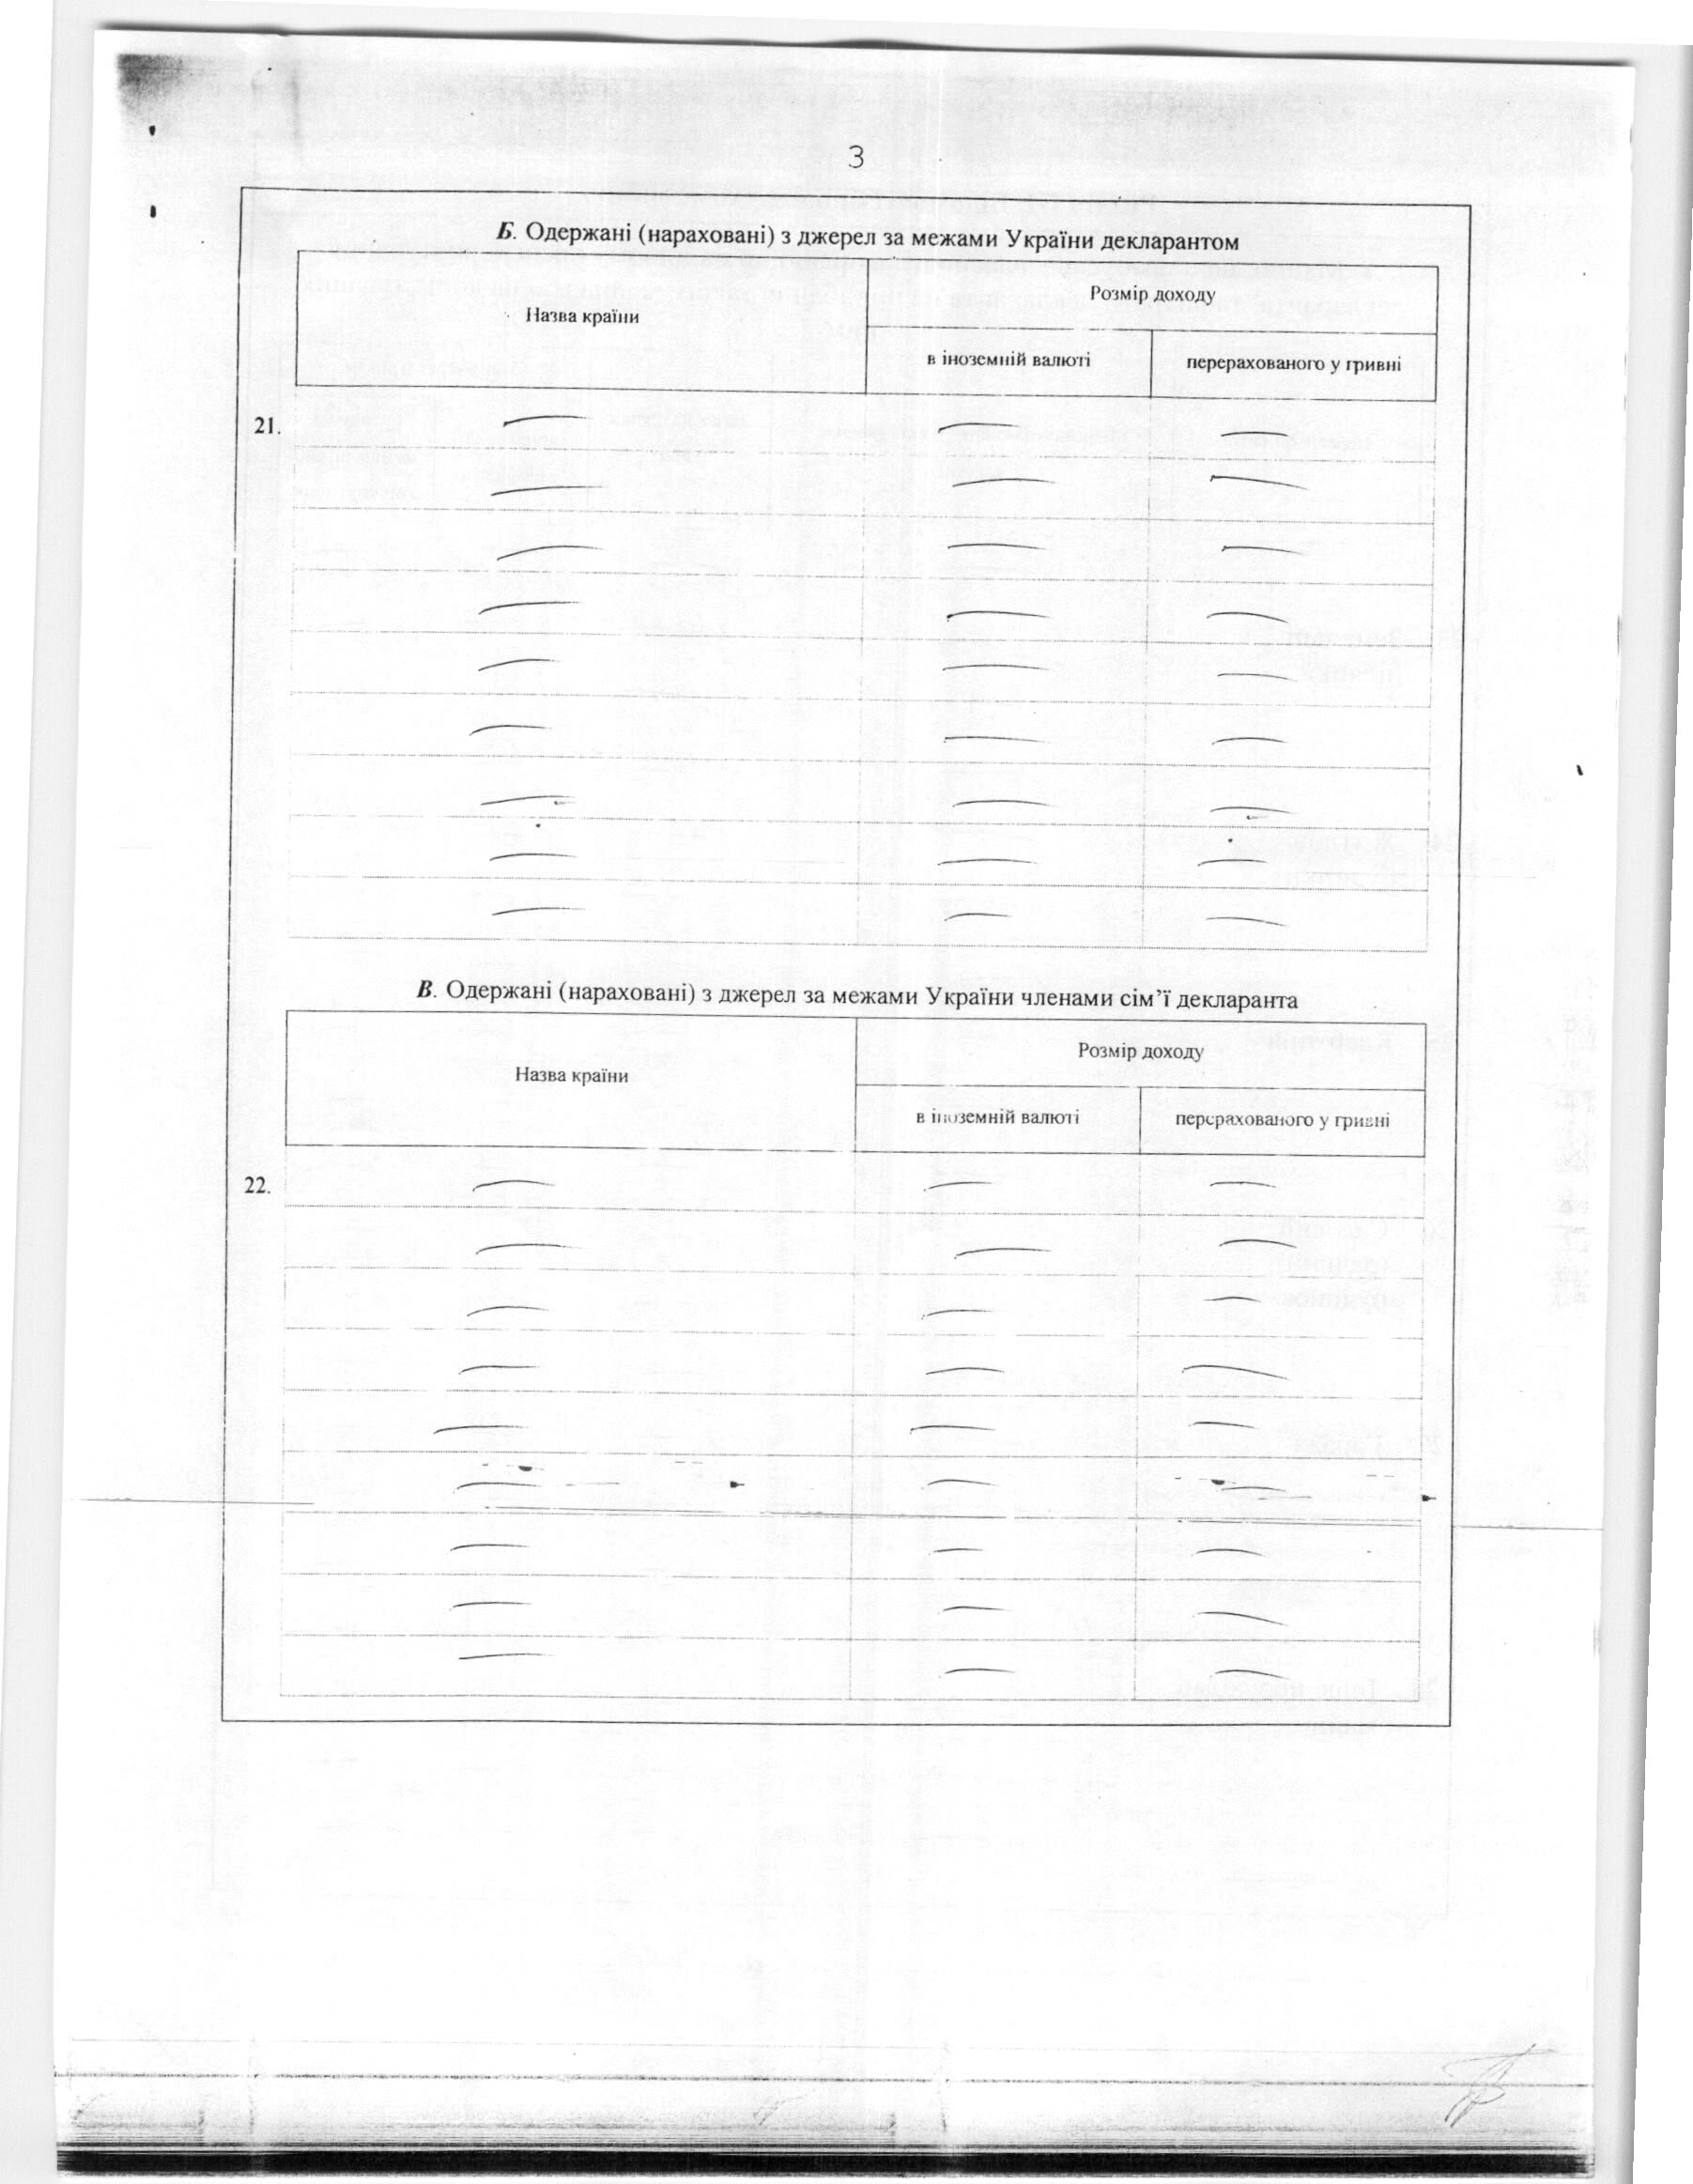 3
Б. Одержані (нараховані) з джерел за межами України декларантом
Назва країни
Розмір доходу
в іноземній валюті
перерахованого у гривні
21.
— — —
— — —
— — —
— — —
— — —
— — —
— — —
— — —
— — —
В. Одержані (нараховані) з джерел за межами України членами сім’ї декларанта
Назва країни
Розмір доходу
в іноземній валюті
перерахованого у гривні
22.
— — —
— — —
— — —
— — —
— — —
— — —
— — —
— — —
— — —